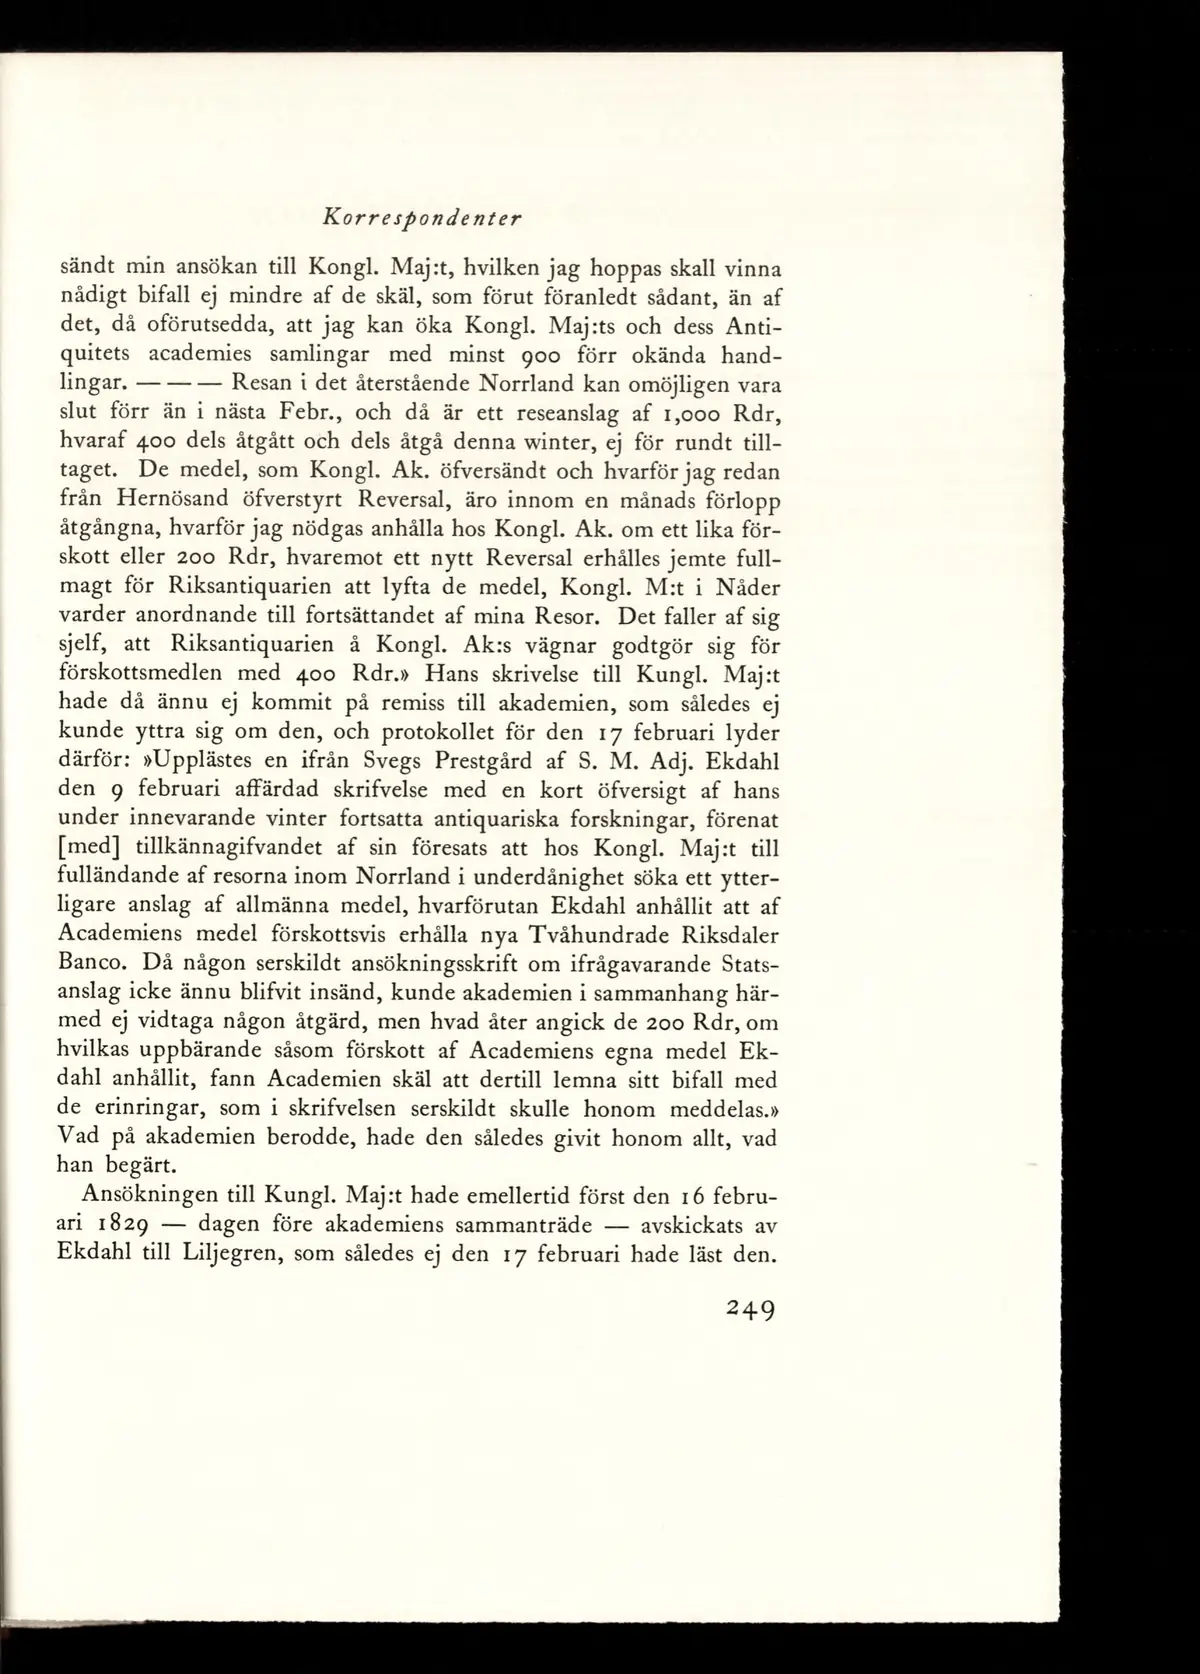 Korrespondenter
sändt min ansökan till Kongl. Maj:t, hvilken jag hoppas skall vinna
nådigt bifall ej mindre af de skäl, som förut föranledt sådant, än af
det, då oförutsedda, att jag kan öka Kongl. Maj:ts och dess Anti-
quitets academies samlingar med minst 900 förr okända hand-
lingar. — — — Resan i det återstående Norrland kan omöjligen vara
slut förr än i nästa Febr., och då är ett reseanslag af 1,000 Rdr,
hvaraf 400 dels åtgått och dels åtgå denna winter, ej för rundt till-
taget. De medel, som Kongl. Ak. öfversändt och hvarför jag redan
från Hernösand öfverstyrt Reversal, äro innom en månads förlopp
åtgångna, hvarför jag nödgas anhålla hos Kongl. Ak. om ett lika för-
skott eller 200 Rdr, hvaremot ett nytt Reversal erhålles jemte full-
magt för Riksantiquarien att lyfta de medel, Kongl. M:t i Nåder
varder anordnande till fortsättandet af mina Resor. Det faller af sig
sjelf, att Riksantiquarien å Kongl. Ak:s vägnar godtgör sig för
förskottsmedlen med 400 Rdr.» Hans skrivelse till Kungl. Maj:t
hade då ännu ej kommit på remiss till akademien, som således ej
kunde yttra sig om den, och protokollet för den 17 februari lyder
därför: »Upplästes en ifrån Svegs Prestgård af S. M. Adj. Ekdahl
den 9 februari affärdad skrifvelse med en kort öfversigt af hans
under innevarande vinter fortsatta antiquariska forskningar, förenat
[med] tillkännagifvandet af sin föresats att hos Kongl. Maj:t till
fulländande af resorna inom Norrland i underdånighet söka ett ytter-
ligare anslag af allmänna medel, hvarförutan Ekdahl anhållit att af
Academiens medel förskottsvis erhålla nya Tvåhundrade Riksdaler
Banco. Då någon serskildt ansökningsskrift om ifrågavarande Stats-
anslag icke ännu blifvit insänd, kunde akademien i sammanhang här-
med ej vidtaga någon åtgärd, men hvad åter angick de 200 Rdr, om
hvilkas uppbärande såsom förskott af Academiens egna medel Ek-
dahl anhållit, fann Academien skäl att dertill lemna sitt bifall med
de erinringar, som i skrifvelsen serskildt skulle honom meddelas.»
Vad på akademien berodde, hade den således givit honom allt, vad
han begärt.
Ansökningen till Kungl. Maj:t hade emellertid först den 16 febru-
ari 1829 — dagen före akademiens sammanträde — avskickats av
Ekdahl till Liljegren, som således ej den 17 februari hade läst den.
249